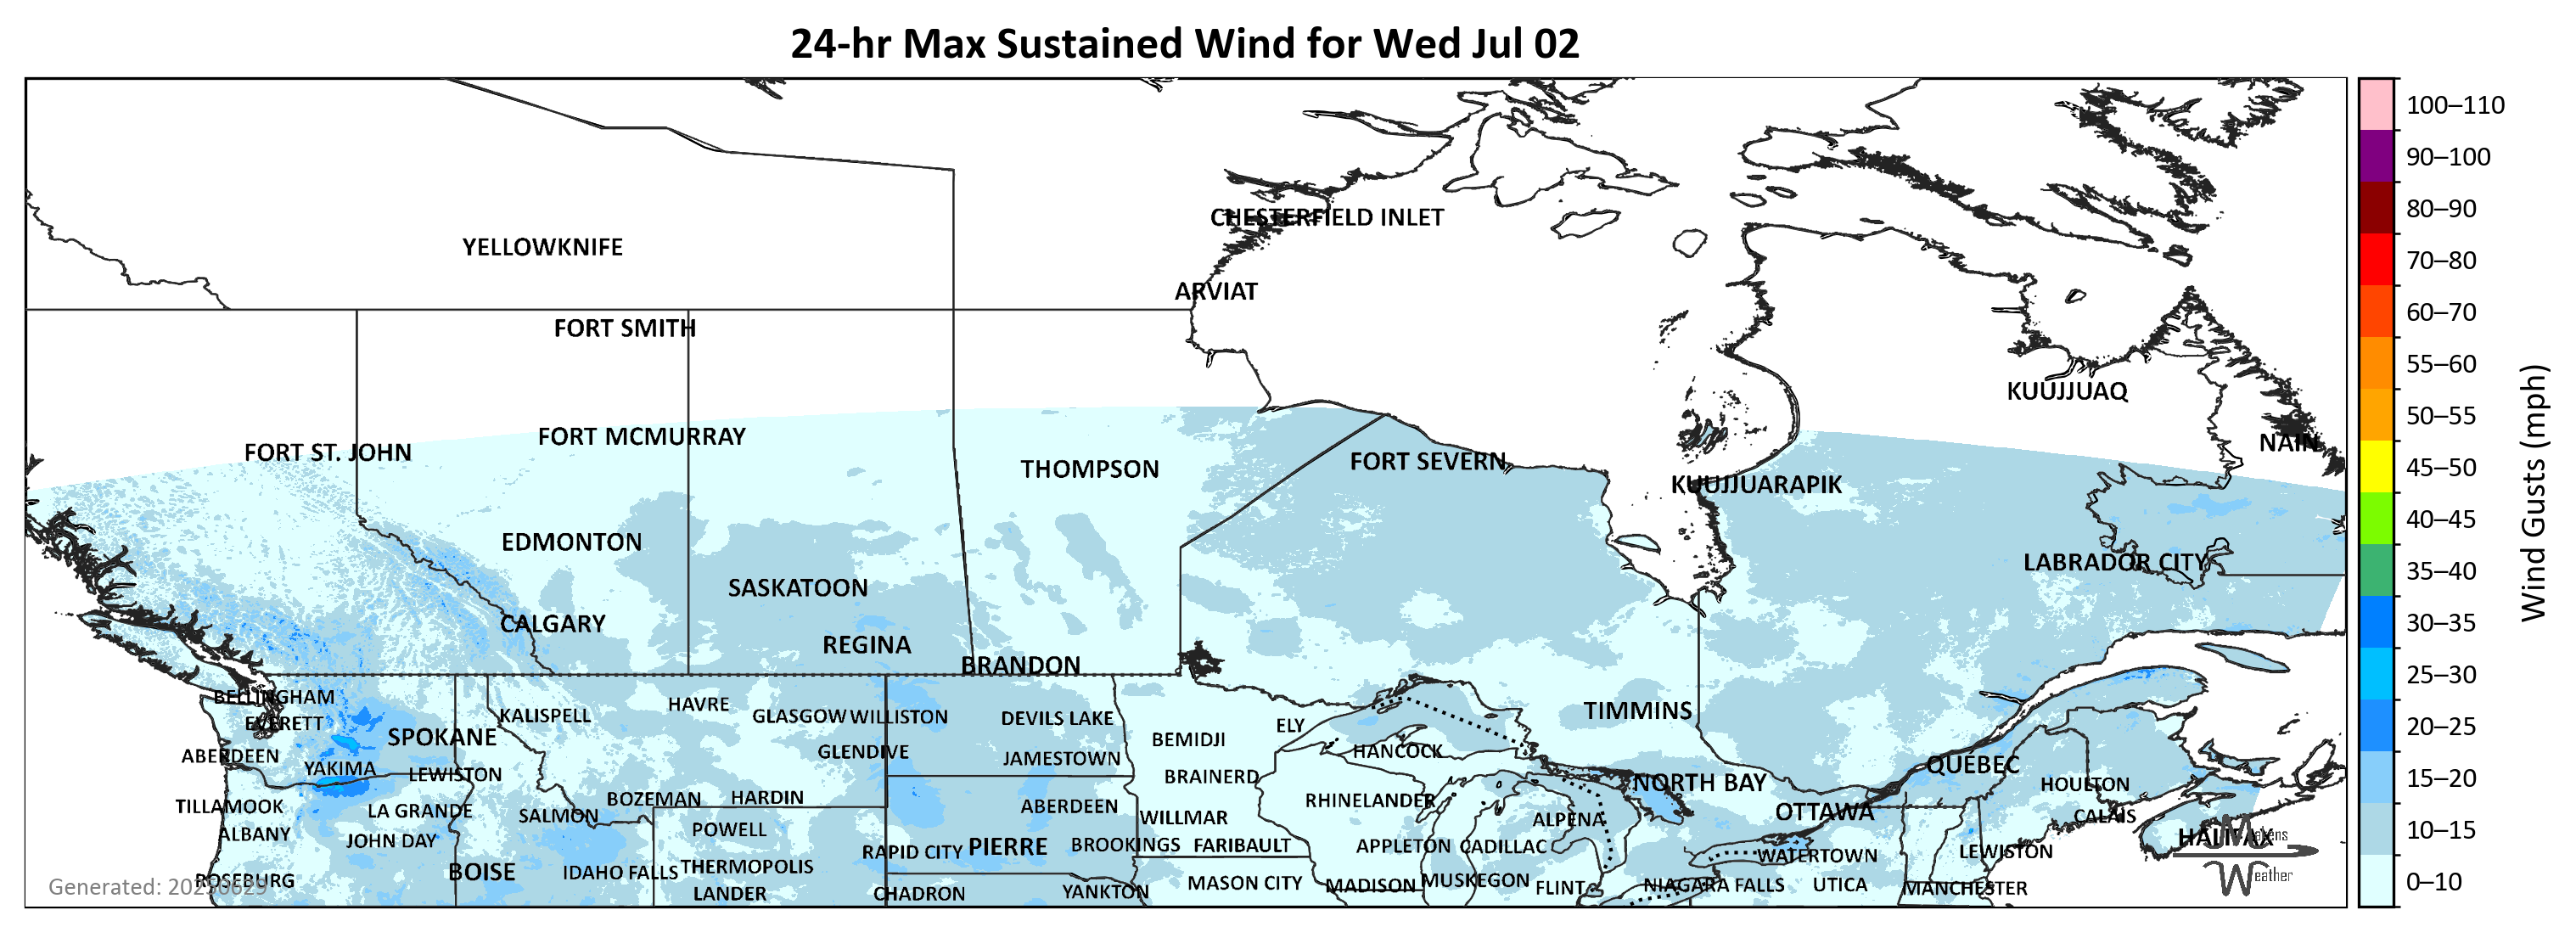 24-hr Max Sustained Wind for Wed Jul 02
100–110
90–100
80–90
70–80
60–70
55–60
50–55
45–50
40–45
35–40
30–35
25–30
20–25
15–20
10–15
0–10
Wind Gusts (mph)
CHESTERFIELD INLET
YELLOWKNIFE
ARVIAT
FORT SMITH
KUUJJUAQ
FORT MCMURRAY
NAIN
FORT ST. JOHN
FORT SEVERN
THOMPSON
KUUJJUARAPIK
EDMONTON
LABRADOR CITY
SASKATOON
CALGARY
REGINA
BRANDON
BELLINGHAM
HAVRE
TIMMINS
KALISPELL
GLASGOW
WILLISTON
DEVILS LAKE
EVERETT
ELY
SPOKANE
BEMIDJI
HANCOCK
ABERDEEN
GLENDIVE
JAMESTOWN
QUÉBEC
YAKIMA
LEWISTON
BRAINERD
NORTH BAY
HOULTON
BOZEMAN
HARDIN
RHINELANDER
TILLAMOOK
ABERDEEN
LA GRANDE
SALMON
WILLMAR
ALPENA
OTTAWA
CALAIS
ALBANY
POWELL
HALIFAX
Makens
Weather
JOHN DAY
RAPID CITY
PIERRE
BROOKINGS
FARIBAULT
APPLETON
CADILLAC
WATERTOWN
LEWISTON
BOISE
IDAHO FALLS
THERMOPOLIS
ROSEBURG
MASON CITY
MADISON
MUSKEGON
FLINT
NIAGARA FALLS
UTICA
MANCHESTER
LANDER
CHADRON
YANKTON
Generated: 20250629